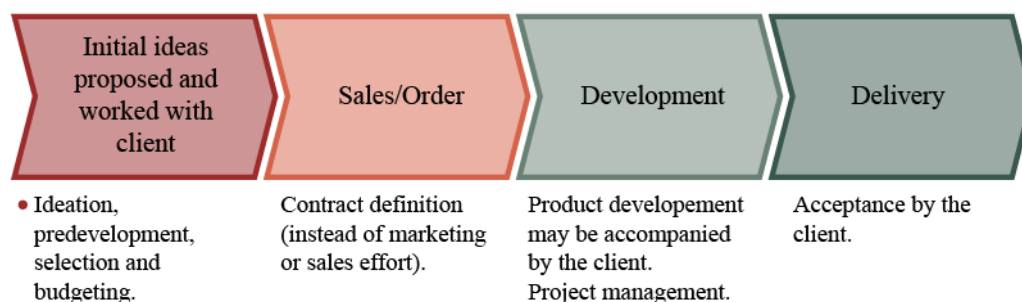 Initial ideas
proposed and
worked with
client
Sales/Order
Development
Delivery
• Ideation,
predevelopment,
selection and
budgeting.
Contract definition
(instead of marketing
or sales effort).
Product developement
may be accompanied
by the client.
Project management.
Acceptance by the
client.